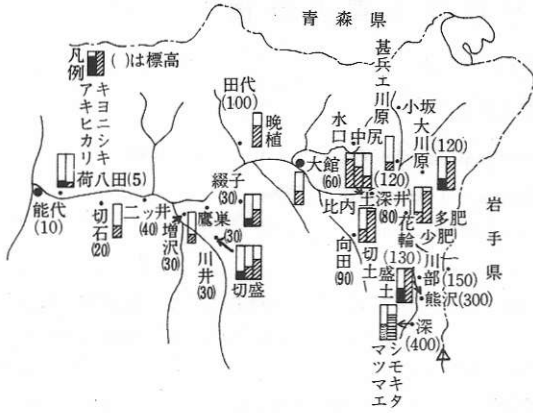 青森県
凡例
( )は標高
キヨニシキ
アキヒカリ
荷八田(5)
能代
(10)
切石
(20)
二ッ井
(40)
増沢
(30)
鷹巣
(30)
川井
(30)
綴子
(30)
切盛
田代
(100)
晩植
大館
(60)
水口
中尻
甚兵エ川原
小坂
大川原
(120)
(120)
比内
土深井
(80)
向田
(90)
切土
花輪
(130)
多肥
少肥
川部
(150)
盛土
熊沢(300)
深
(400)
シモキタ
マツマエ
岩手県